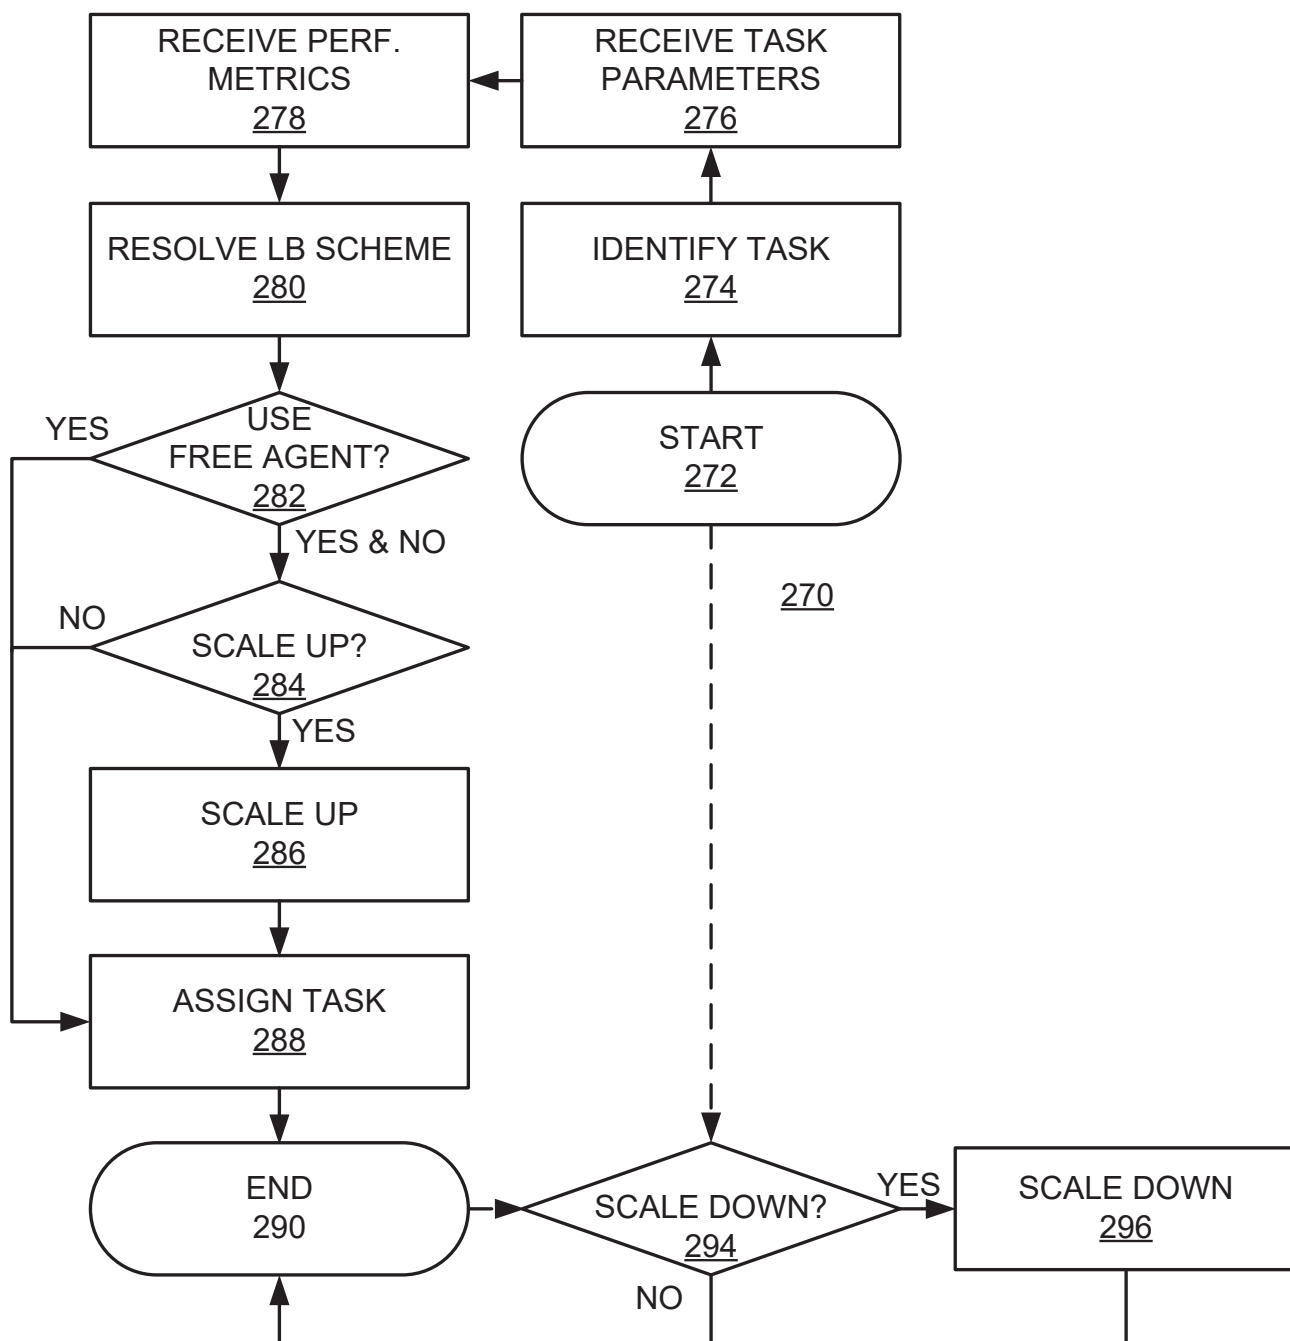 RECEIVE PERF.
METRICS
278
RECEIVE TASK
PARAMETERS
276
RESOLVE LB SCHEME
280
IDENTIFY TASK
274
YES
USE
FREE AGENT?
282
START
272
YES & NO
270
NO
SCALE UP?
284
YES
SCALE UP
286
ASSIGN TASK
288
END
290
SCALE DOWN?
294
YES
SCALE DOWN
296
NO